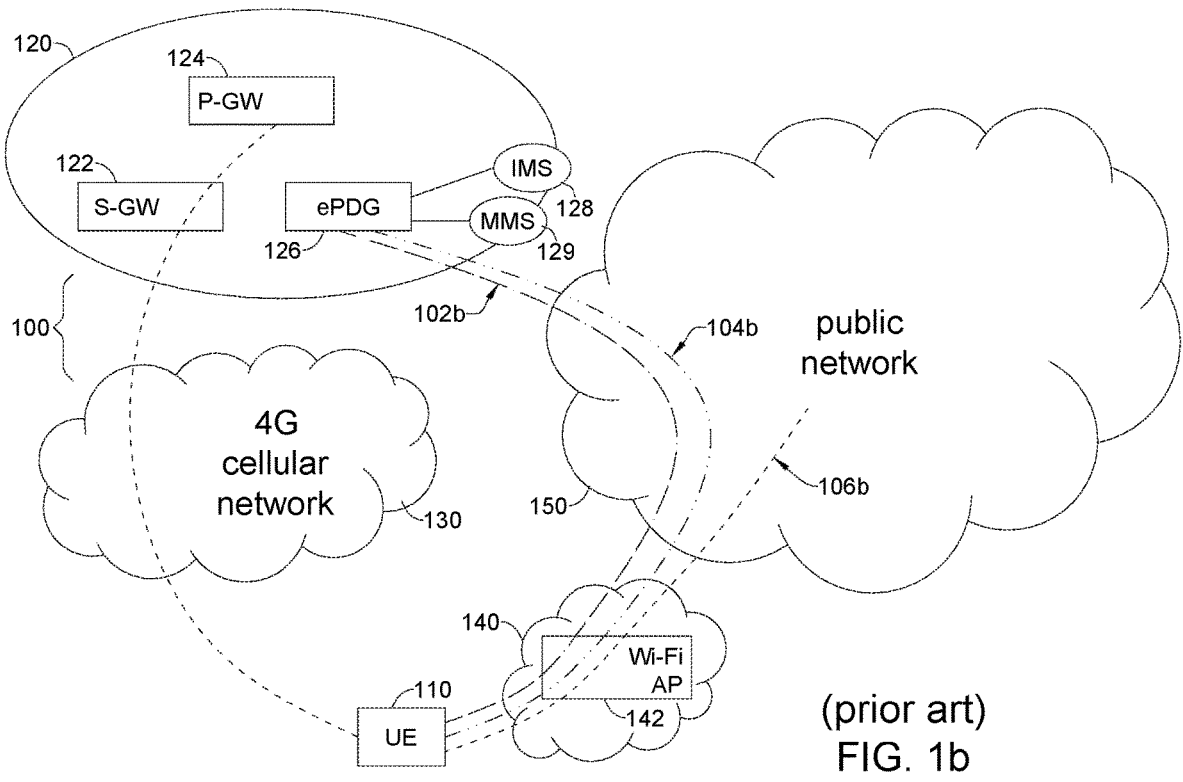 120
124
P-GW
122
S-GW
ePDG
126
IMS
128
MMS
129
100
102b
104b
public
network
4G
cellular
network
130
150
106b
140
Wi-Fi
AP
142
110
UE
(prior art)
FIG. 1b